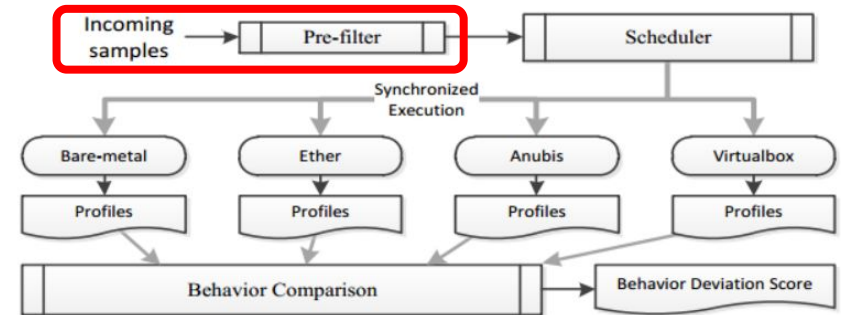 Incoming
samples
Pre-filter
Scheduler
Synchronized
Execution
Bare-metal
Ether
Anubis
Virtualbox
Profiles
Profiles
Profiles
Profiles
Behavior Comparison
Behavior Deviation Score